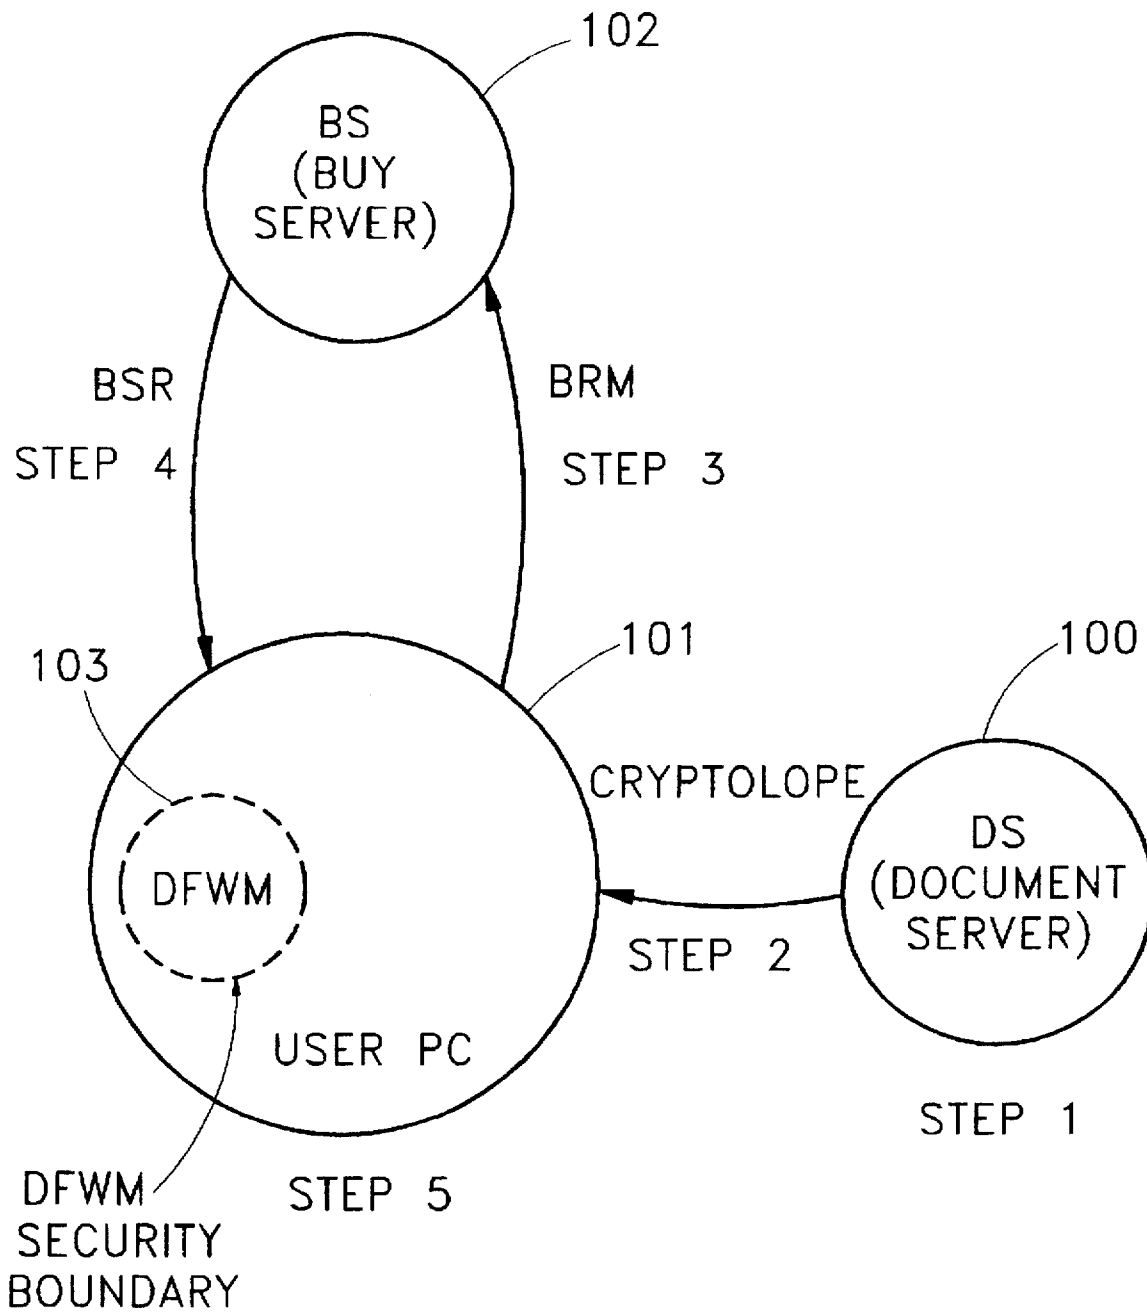 102
BS
(BUY
SERVER)
BSR
STEP 4
BRM
STEP 3
103
101
100
CRYPTOLOPE
DS
(DOCUMENT
SERVER)
DFWM
STEP 2
USER PC
STEP 1
STEP 5
DFWM
SECURITY
BOUNDARY